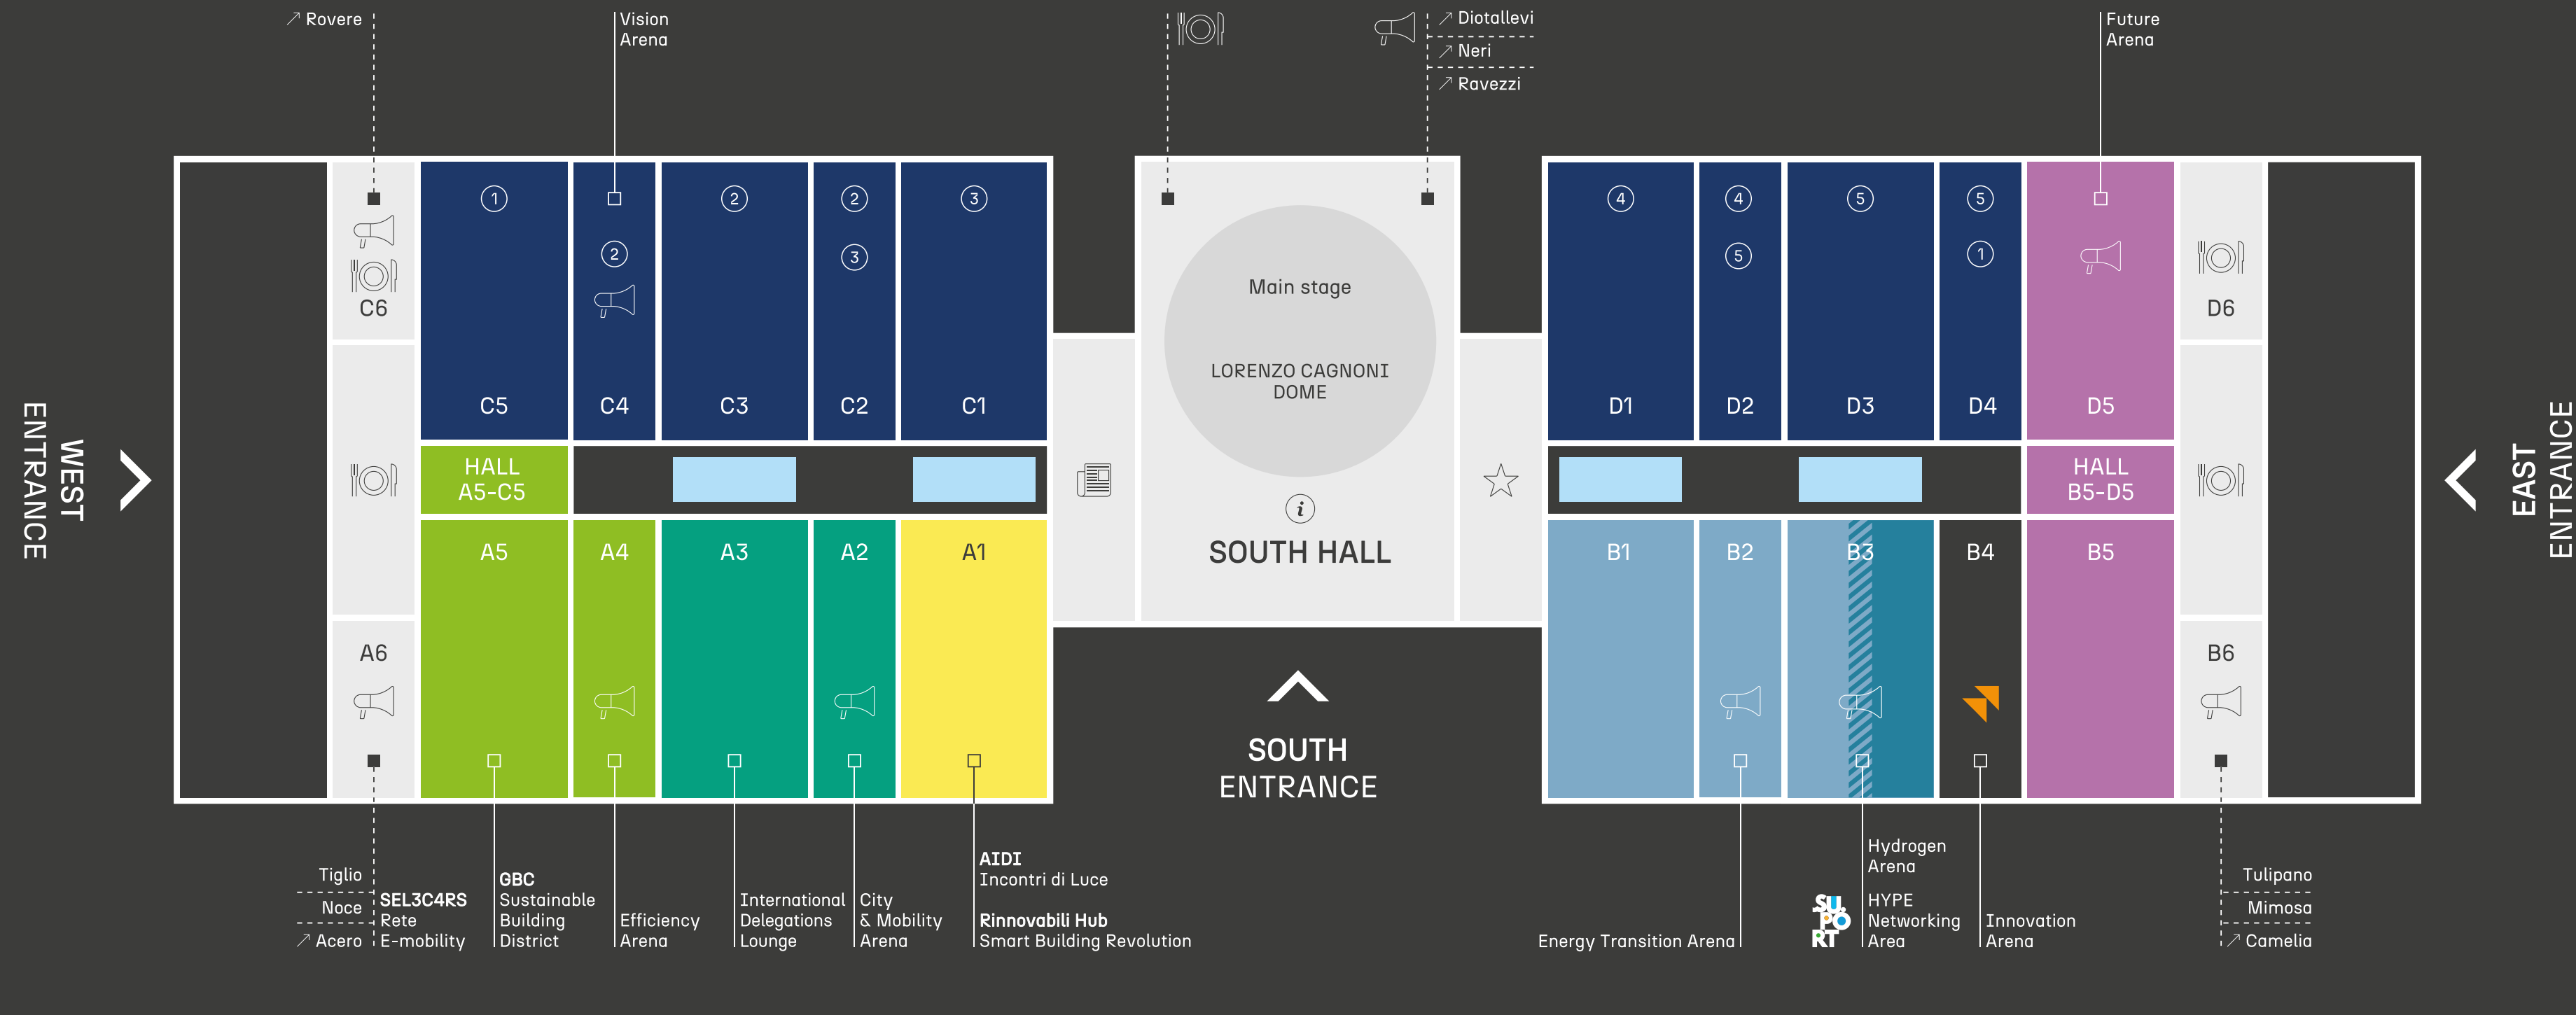 Rovere
Vision
Arena
Diotallevi
Neri
Ravezzi
Future
Arena
1
2
2
3
4
4
5
5
2
3
5
1
C6
Main stage
D6
LORENZO CAGNONI
DOME
C5
C4
C3
C2
C1
D1
D2
D3
D4
D5
WEST
ENTRANCE
HALL
A5-C5
HALL
B5-D5
EAST
ENTRANCE
i
SOUTH HALL
A5
A4
A3
A2
A1
B1
B2
B3
B4
B5
A6
B6
SOUTH
ENTRANCE
Tiglio
Noce
Acero
SEL3C4RS
Rete
E-mobility
GBC
Sustainable
Building
District
Efficiency
Arena
International
Delegations
Lounge
City
& Mobility
Arena
AIDI
Incontri di Luce
Rinnovabili Hub
Smart Building Revolution
Energy Transition Arena
SU.
PO
RT
Hydrogen
Arena
HYPE
Networking
Area
Innovation
Arena
Tulipano
Mimosa
Camelia